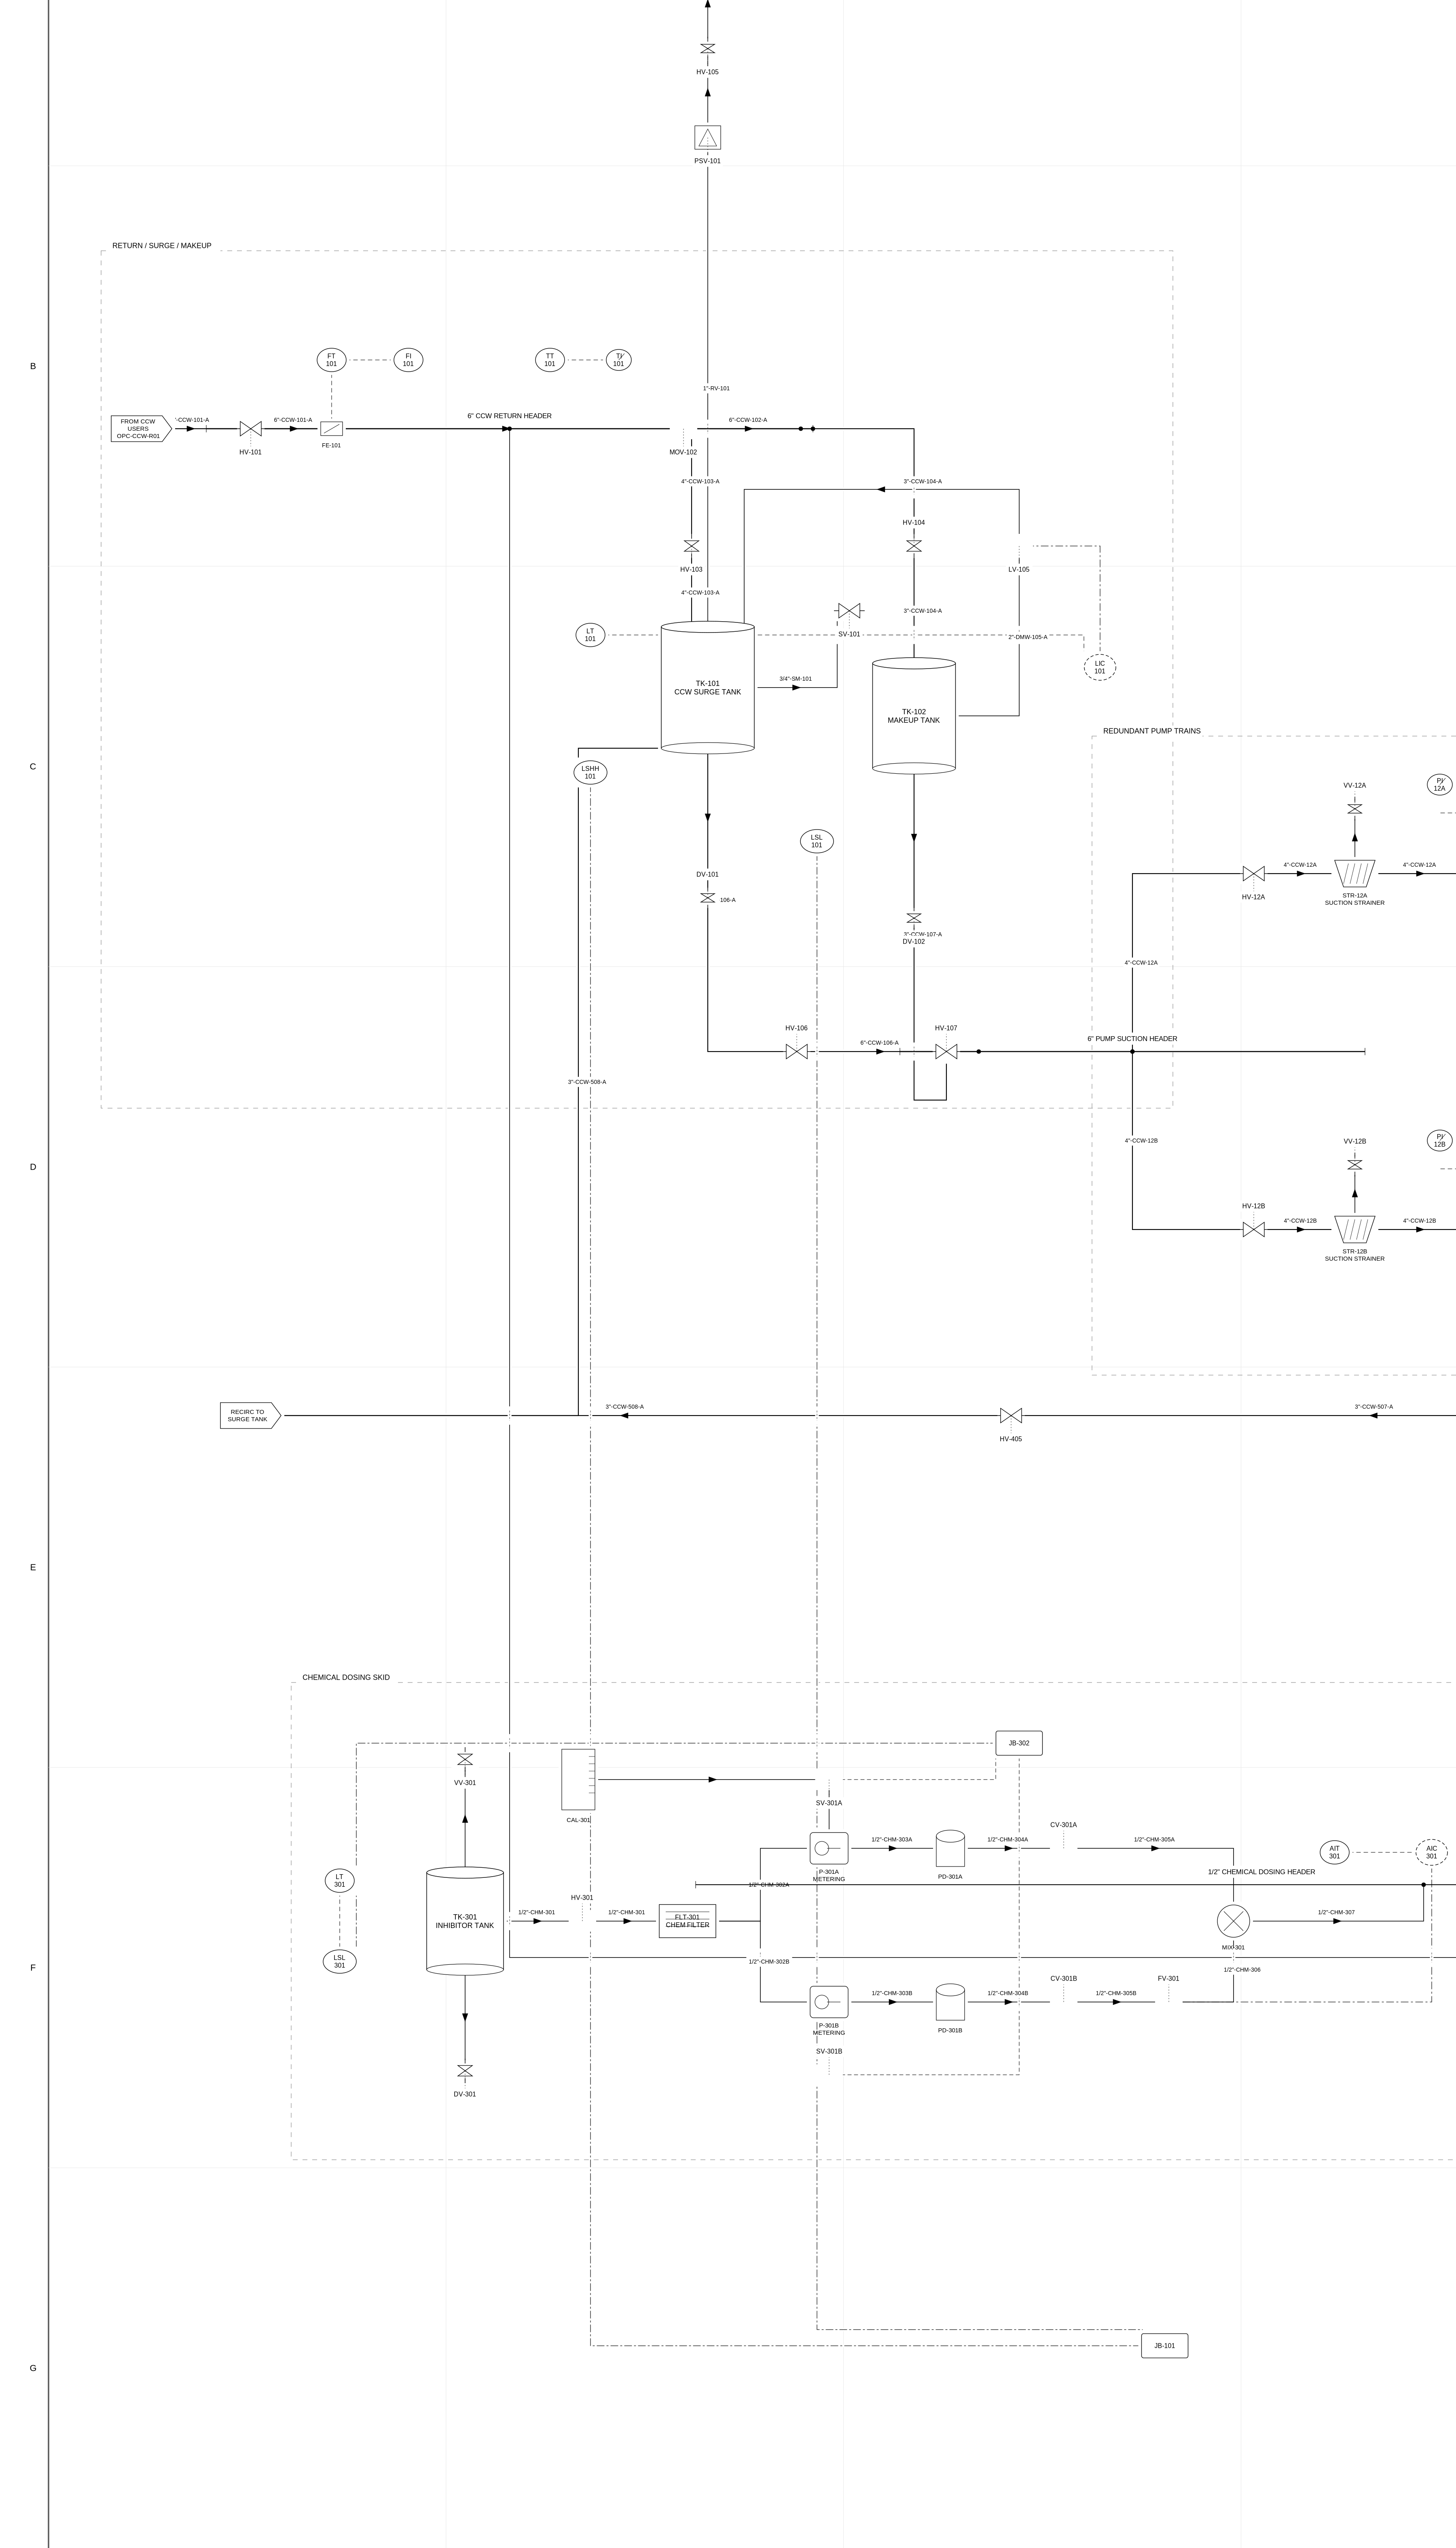 HV-105
PSV-101
RETURN / SURGE / MAKEUP
B
FT
101
FI
101
TT
101
101
1"-RV-101
FROM CCW
USERS
OPC-CCW-R01
-CCW-101-A
6"-CCW-101-A
6" CCW RETURN HEADER
6"-CCW-102-A
HV-101
FE-101
MOV-102
4"-CCW-103-A
3"-CCW-104-A
HV-104
HV-103
LV-105
4"-CCW-103-A
3"-CCW-104-A
LT
101
SV-101
2"-DMW-105-A
LIC
101
TK-101
CCW SURGE TANK
3/4"-SM-101
TK-102
MAKEUP TANK
REDUNDANT PUMP TRAINS
C
LSHH
101
VV-12A
12A
LSL
101
DV-101
106-A
4"-CCW-12A
4"-CCW-12A
HV-12A
STR-12A
SUCTION STRAINER
3"-CCW-107-A
DV-102
4"-CCW-12A
HV-106
HV-107
6"-CCW-106-A
6" PUMP SUCTION HEADER
3"-CCW-508-A
D
4"-CCW-12B
VV-12B
12B
HV-12B
4"-CCW-12B
4"-CCW-12B
STR-12B
SUCTION STRAINER
RECIRC TO
SURGE TANK
3"-CCW-508-A
3"-CCW-507-A
HV-405
E
CHEMICAL DOSING SKID
JB-302
VV-301
SV-301A
CAL-301
CV-301A
1/2"-CHM-303A
1/2"-CHM-304A
1/2"-CHM-305A
AIT
301
AIC
301
P-301A
METERING
PD-301A
1/2" CHEMICAL DOSING HEADER
LT
301
1/2"-CHM-302A
HV-301
1/2"-CHM-301
1/2"-CHM-301
TK-301
INHIBITOR TANK
FLT-301
CHEM FILTER
1/2"-CHM-307
MIX-301
LSL
301
1/2"-CHM-302B
1/2"-CHM-306
F
CV-301B
FV-301
1/2"-CHM-303B
1/2"-CHM-304B
1/2"-CHM-305B
P-301B
METERING
PD-301B
SV-301B
DV-301
JB-101
G